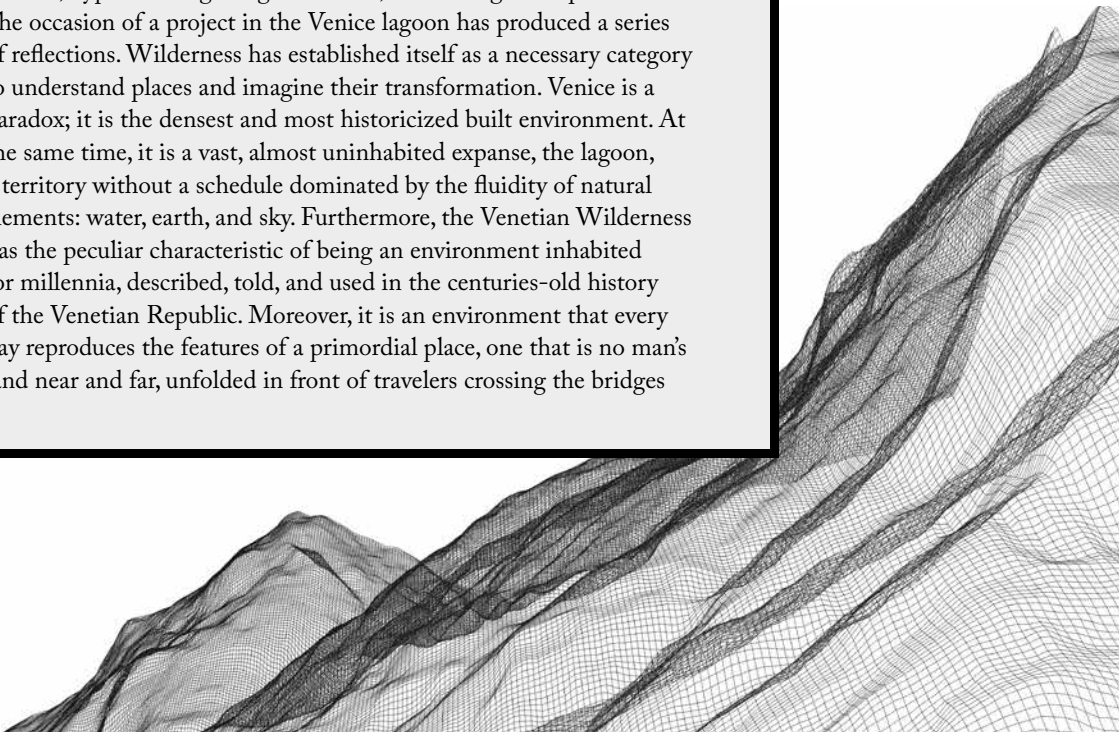 he occasion of a project in the Venice lagoon has produced a series
f reflections. Wilderness has established itself as a necessary category
o understand places and imagine their transformation. Venice is a
aradox; it is the densest and most historicized built environment. At
he same time, it is a vast, almost uninhabited expanse, the lagoon,
territory without a schedule dominated by the fluidity of natural
lements: water, earth, and sky. Furthermore, the Venetian Wilderness
as the peculiar characteristic of being an environment inhabited
or millennia, described, told, and used in the centuries-old history
f the Venetian Republic. Moreover, it is an environment that every
ay reproduces the features of a primordial place, one that is no man’s
and near and far, unfolded in front of travelers crossing the bridges